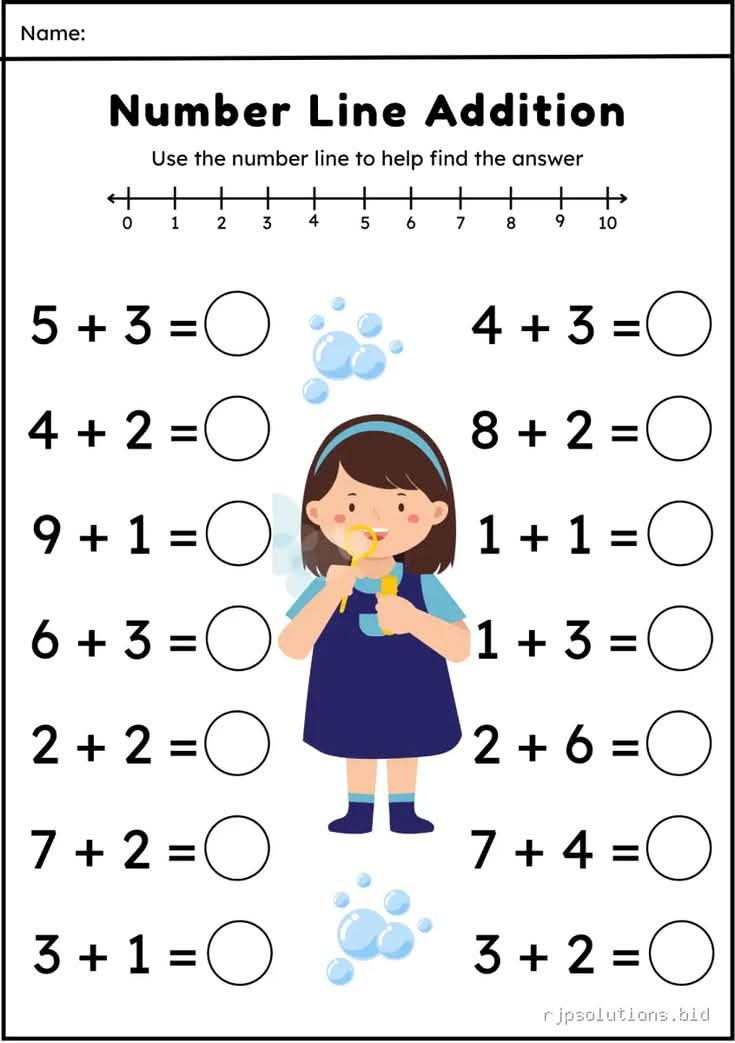 Name:
Number Line Addition
Use the number line to help find the answer
0 1 2 3 4 5 6 7 8 9 10
5 + 3 = 4 + 3 =
4 + 2 = 8 + 2 =
9 + 1 = 1 + 1 =
6 + 3 = 1 + 3 =
2 + 2 = 2 + 6 =
7 + 2 = 7 + 4 =
3 + 1 = 3 + 2 =
rjpsolutions.bid